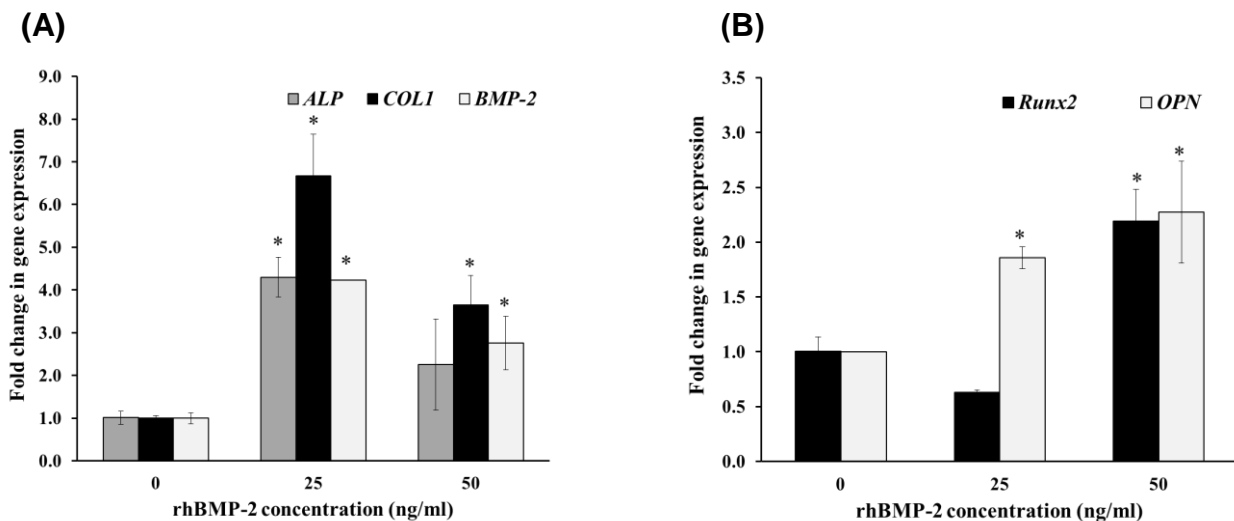 (A)
Fold change in gene expression
9.0
8.0
7.0
6.0
5.0
4.0
3.0
2.0
1.0
0.0
ALP COL1 BMP-2
*
*
*
*
*
0 25 50
rhBMP-2 concentration (ng/ml)
(B)
Fold change in gene expression
3.5
3.0
2.5
2.0
1.5
1.0
0.5
0.0
Runx2 OPN
*
*
*
0 25 50
rhBMP-2 concentration (ng/ml)